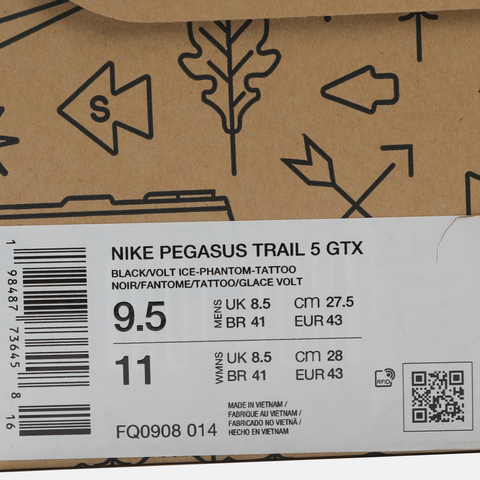 S
NIKE PEGASUS TRAIL 5 GTX
BLACK/VOLT ICE-PHANTOM-TATTOO
NOIR/FANTOME/TATTOO/GLACE VOLT
9.5 MENS UK 8.5 CM 27.5
BR 41 EUR 43
11 WMNS UK 8.5 CM 28
BR 41 EUR 43
RFID
MADE IN VIETNAM /
FABRIQUE AU VIETNAM /
FABRICADO NO VIETNÃ /
HECHO EN VIETNAM
FQ0908 014
1 98487 73645 8 16